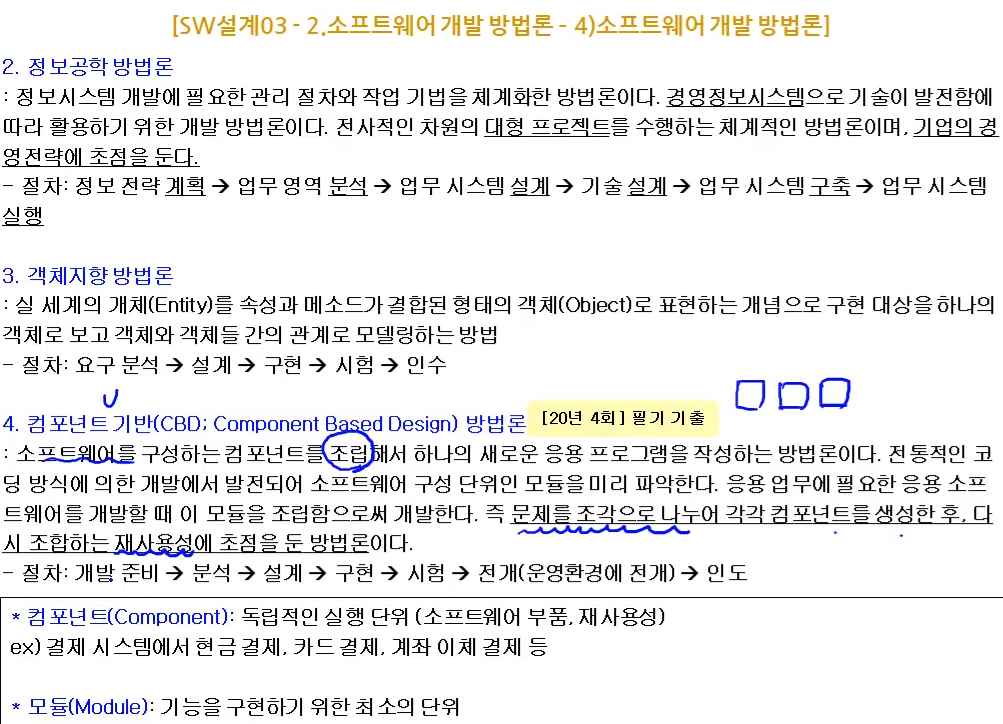 [SW설계03 - 2.소프트웨어 개발 방법론 - 4)소프트웨어 개발 방법론]
2. 정보공학 방법론
: 정보시스템 개발에 필요한 관리 절차와 작업 기법을 체계화한 방법론이다. 경영정보시스템으로 기술이 발전함에
따라 활용하기 위한 개발 방법론이다. 전사적인 차원의 대형 프로젝트를 수행하는 체계적인 방법론이며, 기업의 경
영전략에 초점을 둔다.
- 절차: 정보 전략 계획 → 업무 영역 분석 → 업무 시스템 설계 → 기술 설계 → 업무 시스템 구축 → 업무 시스템
실행
3. 객체지향 방법론
: 실 세계의 개체(Entity)를 속성과 메소드가 결합된 형태의 객체(Object)로 표현하는 개념으로 구현 대상을 하나의
객체로 보고 객체와 객체들 간의 관계로 모델링하는 방법
- 절차: 요구 분석 → 설계 → 구현 → 시험 → 인수
4. 컴포넌트 기반(CBD; Component Based Design) 방법론 [20년 4회] 필기 기출
: 소프트웨어를 구성하는 컴포넌트를 조립해서 하나의 새로운 응용 프로그램을 작성하는 방법론이다. 전통적인 코
딩 방식에 의한 개발에서 발전되어 소프트웨어 구성 단위인 모듈을 미리 파악한다. 응용 업무에 필요한 응용 소프
트웨어를 개발할 때 이 모듈을 조립함으로써 개발한다. 즉 문제를 조각으로 나누어 각각 컴포넌트를 생성한 후, 다
시 조합하는 재사용성에 초점을 둔 방법론이다.
- 절차: 개발 준비 → 분석 → 설계 → 구현 → 시험 → 전개(운영환경에 전개) → 인도
* 컴포넌트(Component): 독립적인 실행 단위 (소프트웨어 부품, 재사용성)
ex) 결제 시스템에서 현금 결제, 카드 결제, 계좌 이체 결제 등
* 모듈(Module): 기능을 구현하기 위한 최소의 단위